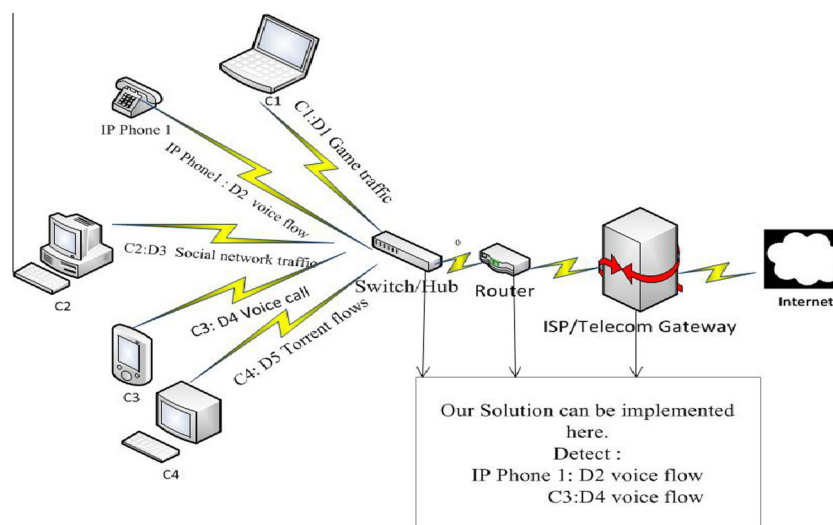 C1
C1:D1 Game traffic
IP Phone 1
IP Phone1 : D2 voice flow
C2:D3 Social network traffic
C2
C3: D4 Voice call
C3
C4: D5 Torrent flows
C4
Switch/Hub
0
Router
ISP/Telecom Gateway
Internet
Our Solution can be implemented
here.
Detect :
IP Phone 1: D2 voice flow
C3:D4 voice flow